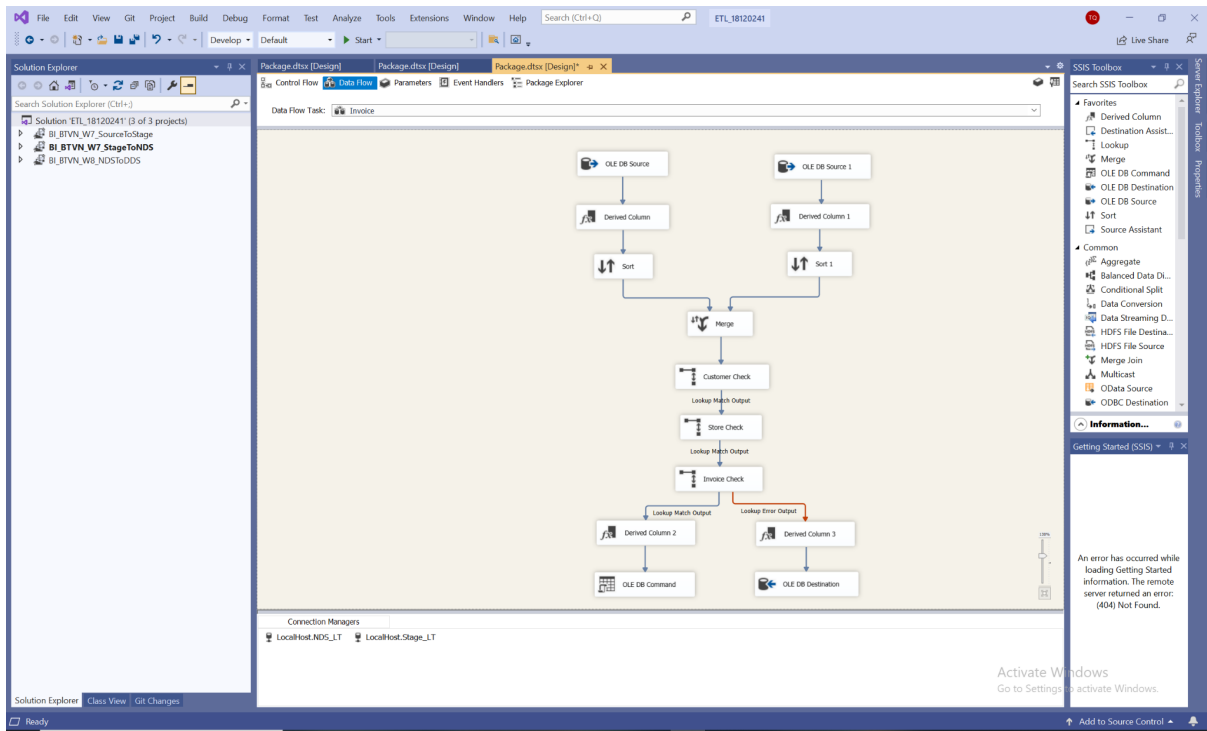 File Edit View Git Project Build Debug Format Test Analyze Tools Extensions Window Help Search (Ctrl+Q) ETL_18120241 TQ
Develop Default Start Live Share
Solution Explorer
Search Solution Explorer (Ctrl+;)
Solution 'ETL_18120241' (3 of 3 projects)
BI_BTVN_W7_SourceToStage
BI_BTVN_W7_StageToNDS
BI_BTVN_W8_NDSToDDS
Package.dtsx [Design] Package.dtsx [Design] Package.dtsx [Design]*
Control Flow Data Flow Parameters Event Handlers Package Explorer
Data Flow Task: Invoice
OLE DB Source OLE DB Source 1
Derived Column Derived Column 1
Sort Sort 1
Merge
Customer Check
Lookup Match Output
Store Check
Lookup Match Output
Invoice Check
Lookup Match Output Lookup Error Output
Derived Column 2 Derived Column 3
OLE DB Command OLE DB Destination
100%
Connection Managers
LocalHost.NDS_LT LocalHost.Stage_LT
SSIS Toolbox
Search SSIS Toolbox
Favorites
Derived Column
Destination Assist...
Lookup
Merge
OLE DB Command
OLE DB Destination
OLE DB Source
Sort
Source Assistant
Common
Aggregate
Balanced Data Di...
Conditional Split
Data Conversion
Data Streaming D...
HDFS File Destina...
HDFS File Source
Merge Join
Multicast
OData Source
ODBC Destination
Information...
Getting Started (SSIS)
An error has occurred while
loading Getting Started
information. The remote
server returned an error:
(404) Not Found.
Server Explorer
Toolbox
Properties
Activate Windows
Go to Settings to activate Windows.
Solution Explorer Class View Git Changes
Ready Add to Source Control